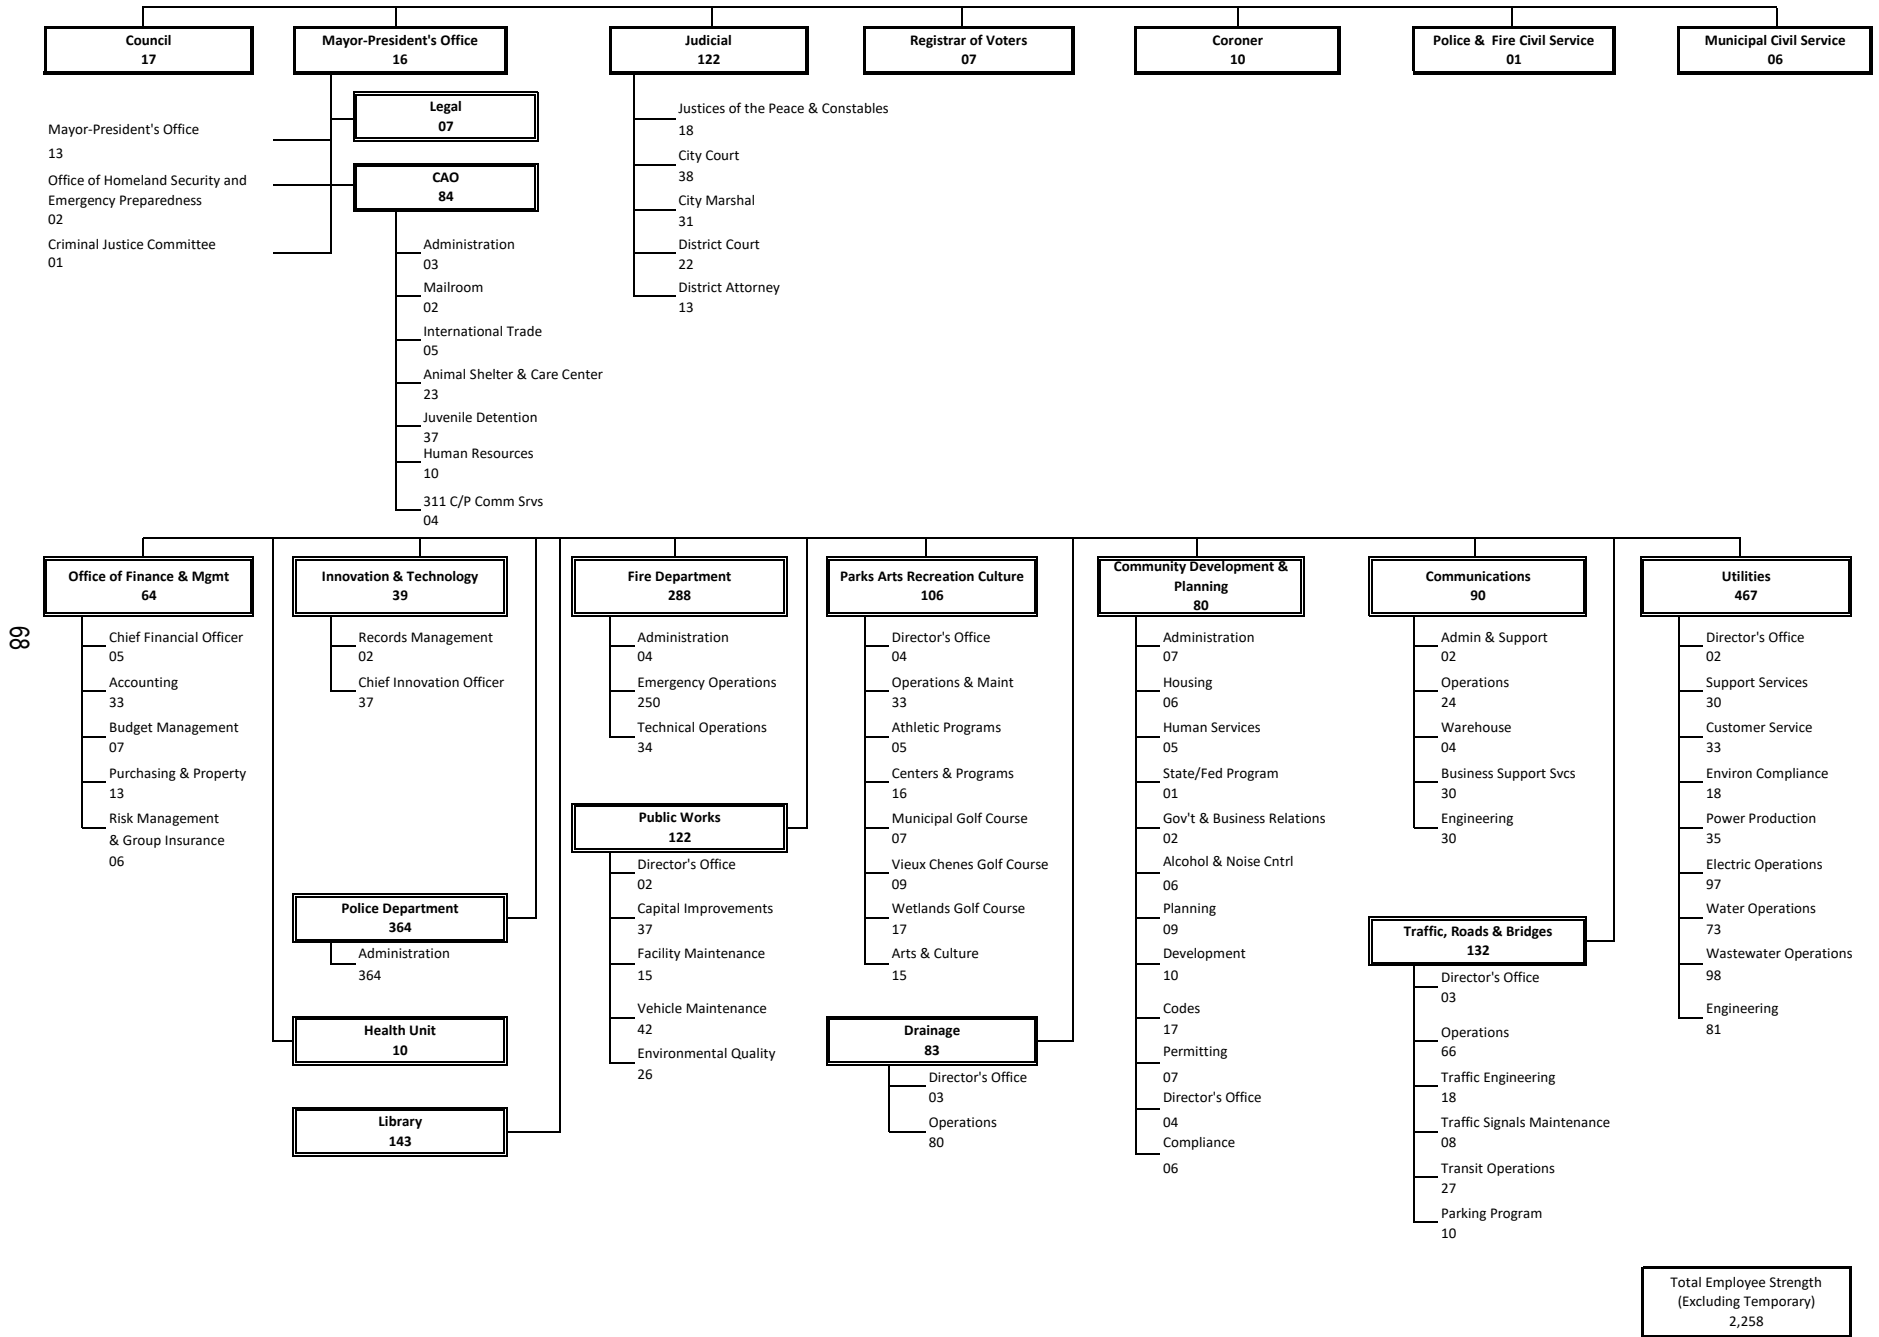 Council
17
Mayor-President's Office
16
Judicial
122
Registrar of Voters
07
Coroner
10
Police & Fire Civil Service
01
Municipal Civil Service
06
Legal
07
Mayor-President's Office
13
Office of Homeland Security and
Emergency Preparedness
02
Criminal Justice Committee
01
CAO
84
Administration
03
Mailroom
02
International Trade
05
Animal Shelter & Care Center
23
Juvenile Detention
37
Human Resources
10
311 C/P Comm Srvs
04
Justices of the Peace & Constables
18
City Court
38
City Marshal
31
District Court
22
District Attorney
13
Office of Finance & Mgmt
64
Chief Financial Officer
05
Accounting
33
Budget Management
07
Purchasing & Property
13
Risk Management
& Group Insurance
06
Innovation & Technology
39
Records Management
02
Chief Innovation Officer
37
Police Department
364
Administration
364
Health Unit
10
Library
143
Fire Department
288
Administration
04
Emergency Operations
250
Technical Operations
34
Public Works
122
Director's Office
02
Capital Improvements
37
Facility Maintenance
15
Vehicle Maintenance
42
Environmental Quality
26
Parks Arts Recreation Culture
106
Director's Office
04
Operations & Maint
33
Athletic Programs
05
Centers & Programs
16
Municipal Golf Course
07
Vieux Chenes Golf Course
09
Wetlands Golf Course
17
Arts & Culture
15
Drainage
83
Director's Office
03
Operations
80
Community Development &
Planning
80
Administration
07
Housing
06
Human Services
05
State/Fed Program
01
Gov't & Business Relations
02
Alcohol & Noise Cntrl
06
Planning
09
Development
10
Codes
17
Permitting
07
Director's Office
04
Compliance
06
Communications
90
Admin & Support
02
Operations
24
Warehouse
04
Business Support Svcs
30
Engineering
30
Traffic, Roads & Bridges
132
Director's Office
03
Operations
66
Traffic Engineering
18
Traffic Signals Maintenance
08
Transit Operations
27
Parking Program
10
Utilities
467
Director's Office
02
Support Services
30
Customer Service
33
Environ Compliance
18
Power Production
35
Electric Operations
97
Water Operations
73
Wastewater Operations
98
Engineering
81
Total Employee Strength
(Excluding Temporary)
2,258
68